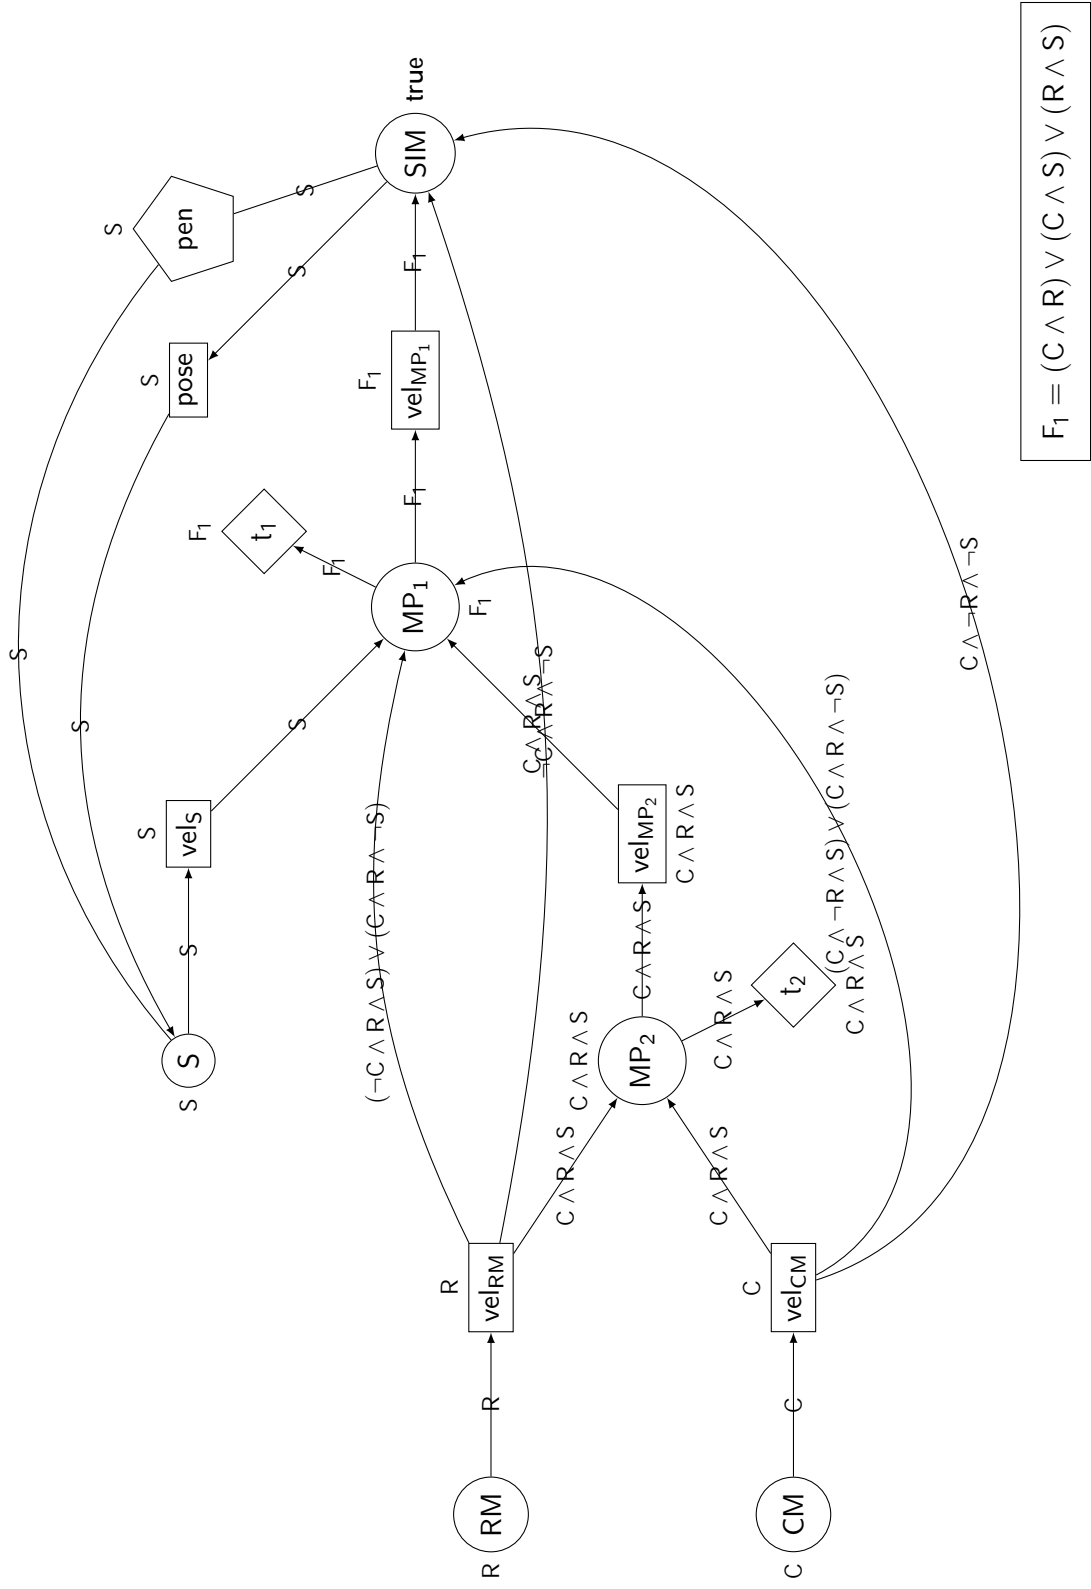 S
S
S
S
S
S S S vel_S pose pen
F₁
t₁
S S
S
F₁
F₁
(¬C ∧ R ∧ S) ∨ (C ∧ R ∧ ¬S)
MP₁ F₁ vel_MP₁ F₁ SIM true
R
F₁
R RM R vel_RM
C ∧ R ∧ S
¬C ∧ R ∧ ¬S
C ∧ R ∧ S
C ∧ R ∧ S
MP₂ C ∧ R ∧ S vel_MP₂
C ∧ R ∧ S
C ∧ R ∧ S
C ∧ R ∧ S
C
C CM C vel_CM t₂
(C ∧ ¬R ∧ S) ∨ (C ∧ R ∧ ¬S)
C ∧ R ∧ S
C ∧ ¬R ∧ ¬S
F₁ = (C ∧ R) ∨ (C ∧ S) ∨ (R ∧ S)